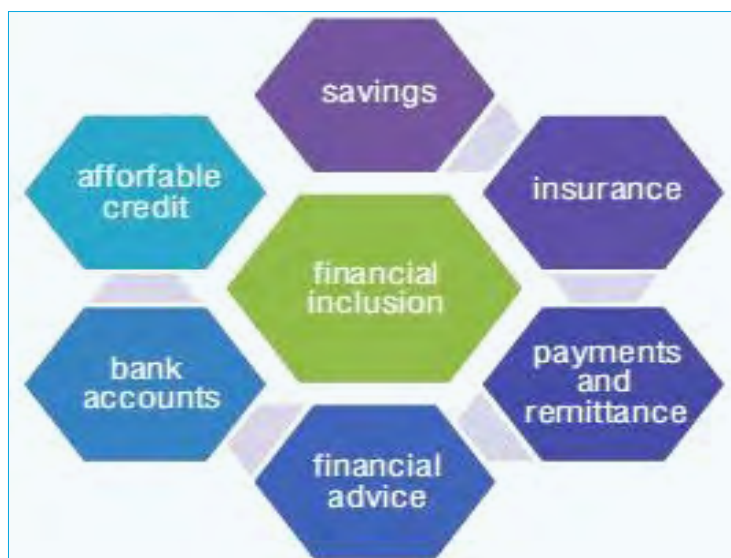 savings
afforfable
credit
insurance
financial
inclusion
bank
accounts
payments
and
remittance
financial
advice